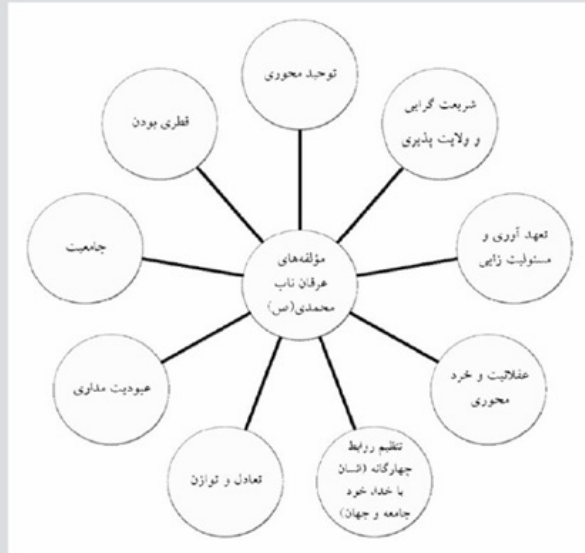 توحید محوری
شریعت گرایی
و ولایت پذیری
تعهد آوری و
مسئولیت زایی
عقلانیت و خرد
محوری
تنظیم روابط
چهارگانه (انسان
با خدا، خود
جامعه و جهان)
تعادل و توازن
عبودیت مداری
جامعیت
فطری بودن
مؤلفه‌های
عرفان ناب
محمدی(ص)